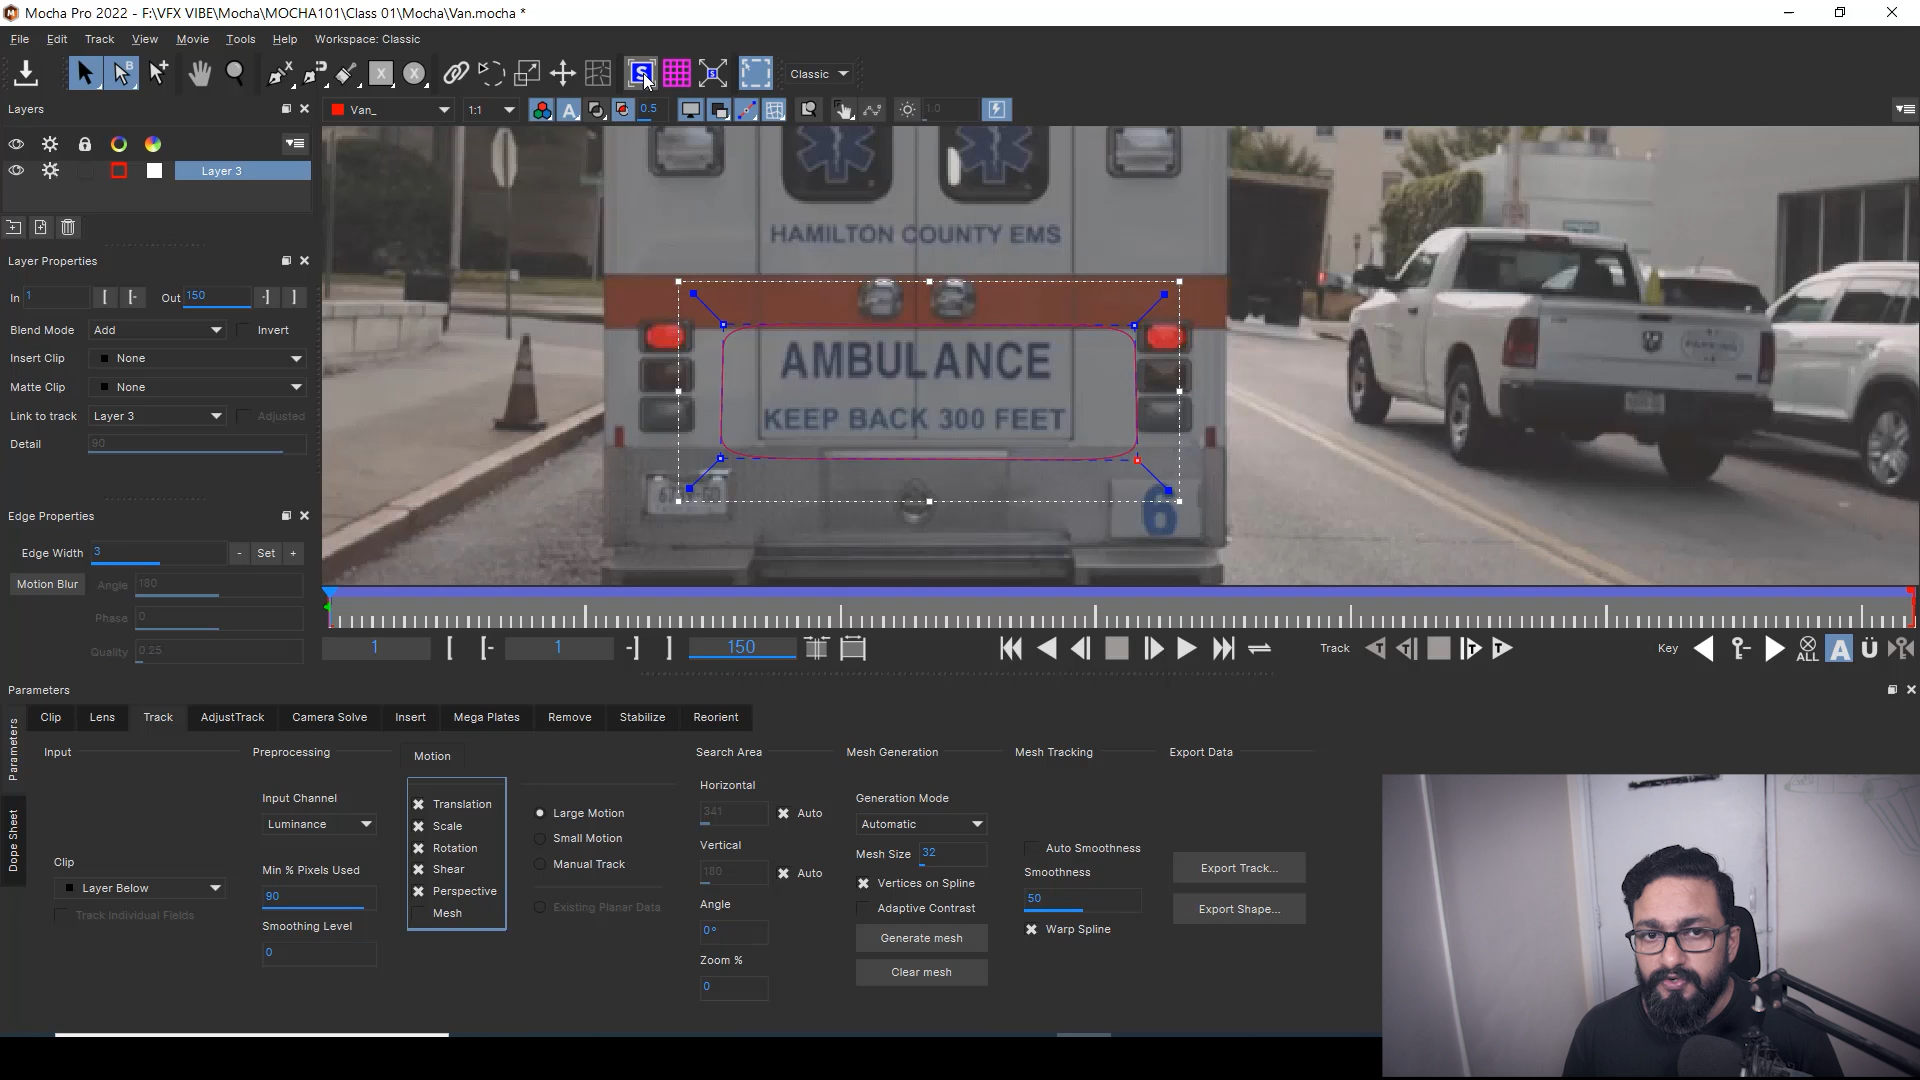 Mocha Pro 2022 - F:\VFX VIBE\Mocha\MOCHA101\Class 01\Mocha\Van.mocha *
File Edit Track View Movie Tools Help Workspace: Classic
Classic
Layers
Van_ 1:1 0.5 1.0
Layer 3
Layer Properties
In 1 Out 150
Blend Mode Add Invert
Insert Clip None
Matte Clip None
Link to track Layer 3 Adjusted
Detail 90
Edge Properties
Edge Width 3 - Set +
Motion Blur Angle 180
Phase 0
Quality 0.25
HAMILTON COUNTY EMS
AMBULANCE
KEEP BACK 300 FEET
6
1 1 150 Track Key ALL
Parameters
Parameters
Dope Sheet
Clip Lens Track AdjustTrack Camera Solve Insert Mega Plates Remove Stabilize Reorient
Input
Clip
Layer Below
Track Individual Fields
Preprocessing
Input Channel
Luminance
Min % Pixels Used
90
Smoothing Level
0
Motion
Translation
Scale
Rotation
Shear
Perspective
Mesh
Large Motion
Small Motion
Manual Track
Existing Planar Data
Search Area
Horizontal
341 Auto
Vertical
180 Auto
Angle
0°
Zoom %
0
Mesh Generation
Generation Mode
Automatic
Mesh Size 32
Vertices on Spline
Adaptive Contrast
Generate mesh
Clear mesh
Mesh Tracking
Auto Smoothness
Smoothness
50
Warp Spline
Export Data
Export Track...
Export Shape...